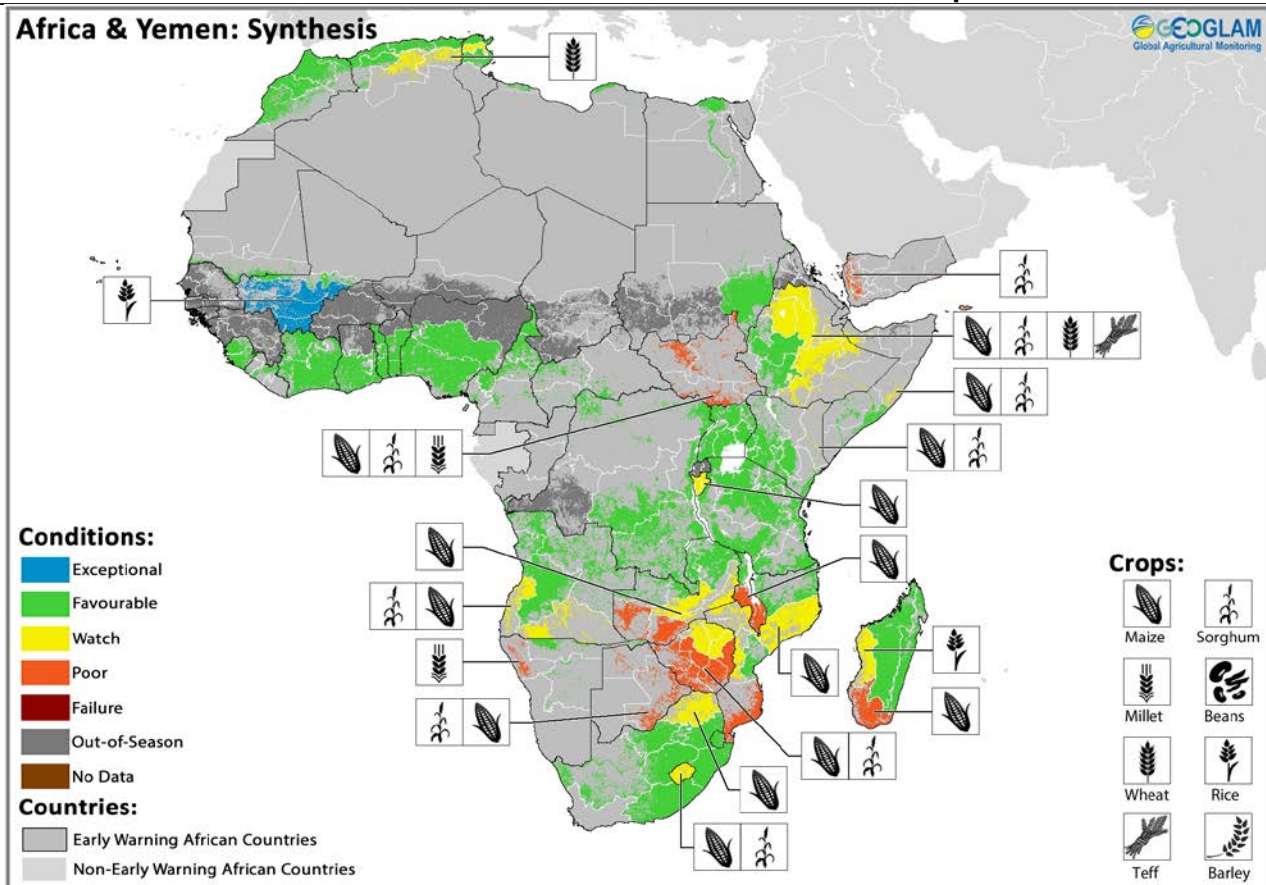 Africa & Yemen: Synthesis
GEOGLAM
Global Agricultural Monitoring
Conditions:
Exceptional
Favourable
Watch
Poor
Failure
Out-of-Season
No Data
Countries:
Early Warning African Countries
Non-Early Warning African Countries
Crops:
Maize
Sorghum
Millet
Beans
Wheat
Rice
Teff
Barley